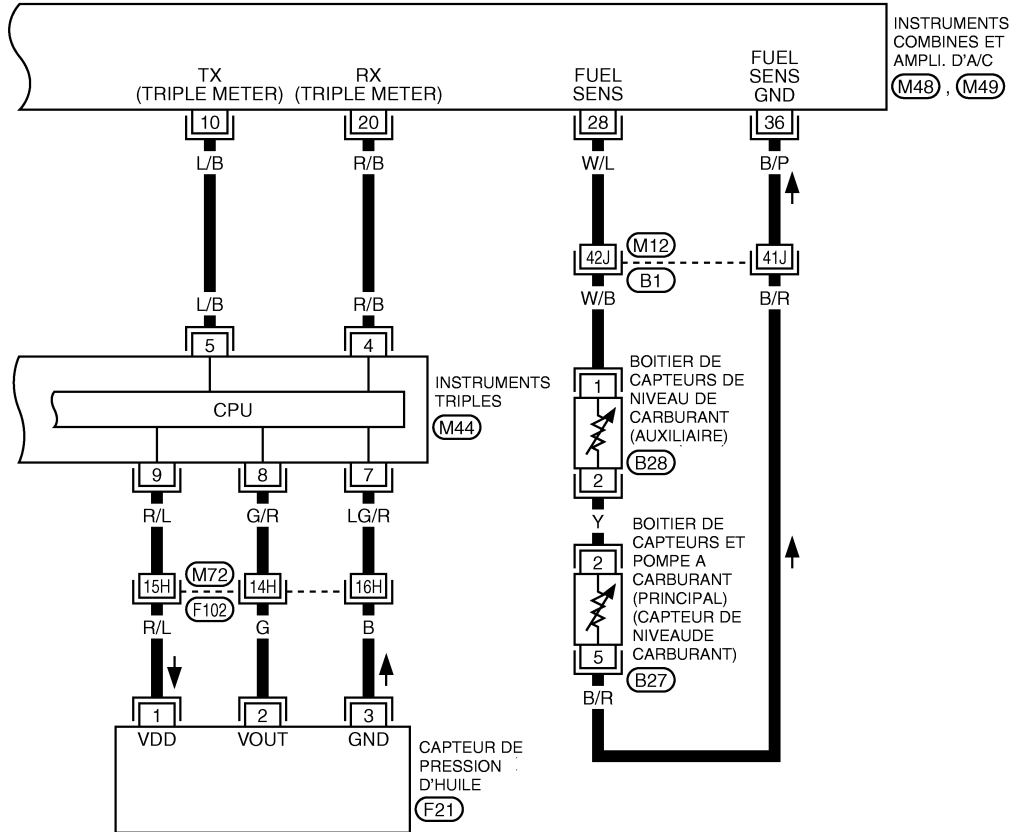 INSTRUMENTS
COMBINES ET
AMPLI. D'A/C
M48 , M49
TX
(TRIPLE METER)
RX
(TRIPLE METER)
FUEL
SENS
FUEL
SENS
GND
10
20
28
36
L/B
R/B
W/L
B/P
42J
M12
B1
41J
L/B
R/B
W/B
B/R
5
4
INSTRUMENTS
TRIPLES
M44
CPU
1
BOITIER DE
CAPTEURS DE
NIVEAU DE
CARBURANT
(AUXILIAIRE)
B28
2
9
8
7
R/L
G/R
LG/R
Y
2
BOITIER DE
CAPTEURS ET
POMPE A
CARBURANT
(PRINCIPAL)
(CAPTEUR DE
NIVEAUDE
CARBURANT)
B27
5
B/R
15H
M72
F102
14H
16H
R/L
G
B
1
2
3
VDD
VOUT
GND
CAPTEUR DE
PRESSION
D'HUILE
F21